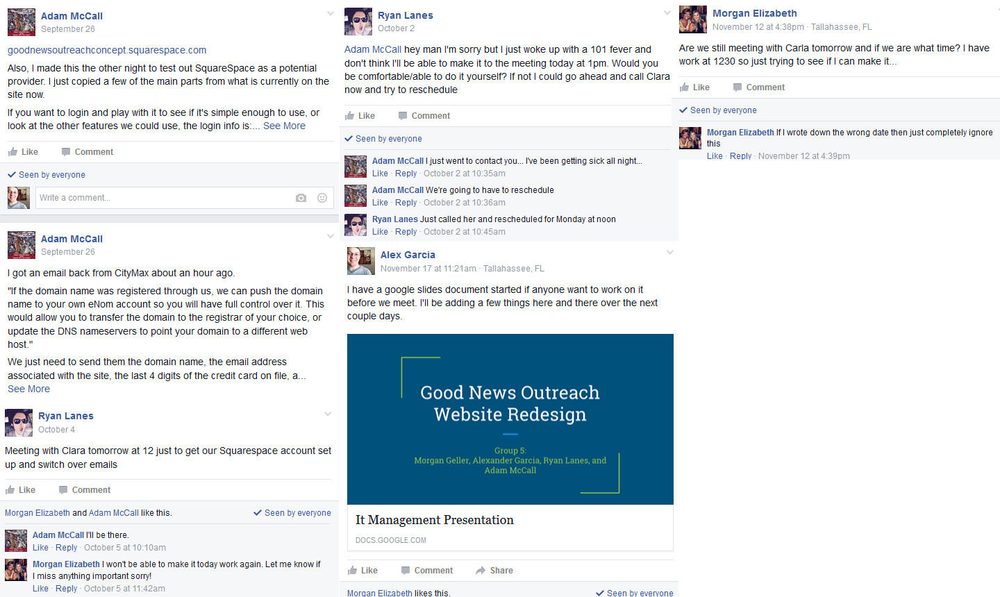 Adam McCall
September 26
goodnewsoutreachconcept.squarespace.com
Also, I made this the other night to test out SquareSpace as a potential
provider. I just copied a few of the main parts from what is currently on the
site now.
If you want to login and play with it to see if it's simple enough to use, or
look at the other features we could use, the login info is:... See More
Like Comment
Seen by everyone
Write a comment...
Adam McCall
September 26
I got an email back from CityMax about an hour ago.
"If the domain name was registered through us, we can push the domain
name to your own eNom account so you will have full control over it. This
would allow you to transfer the domain to the registrar of your choice, or
update the DNS nameservers to point your domain to a different web
host."
We just need to send them the domain name, the email address
associated with the site, the last 4 digits of the credit card on file, a...
See More
Ryan Lanes
October 4
Meeting with Clara tomorrow at 12 just to get our Squarespace account set
up and switch over emails
Like Comment
Morgan Elizabeth and Adam McCall like this. Seen by everyone
Adam McCall I'll be there.
Like · Reply · October 5 at 10:10am
Morgan Elizabeth I won't be able to make it today work again. Let me know if
I miss anything important sorry!
Like · Reply · October 5 at 11:42am
Ryan Lanes
October 2
Adam McCall hey man I'm sorry but I just woke up with a 101 fever and
don't think I'll be able to make it to the meeting today at 1pm. Would you
be comfortable/able to do it yourself? If not I could go ahead and call Clara
now and try to reschedule
Like Comment
Seen by everyone
Adam McCall I just went to contact you... I've been getting sick all night...
Like · Reply · October 2 at 10:35am
Adam McCall We're going to have to reschedule
Like · Reply · October 2 at 10:36am
Ryan Lanes Just called her and rescheduled for Monday at noon
Like · Reply · October 2 at 10:45am
Alex Garcia
November 17 at 11:21am · Tallahassee, FL
I have a google slides document started if anyone want to work on it
before we meet. I'll be adding a few things here and there over the next
couple days.
Good News Outreach
Website Redesign
Group 5:
Morgan Geller, Alexander Garcia, Ryan Lanes, and
Adam McCall
It Management Presentation
DOCS.GOOGLE.COM
Like Comment Share
Morgan Elizabeth likes this. Seen by everyone
Morgan Elizabeth
November 12 at 4:38pm · Tallahassee, FL
Are we still meeting with Carla tomorrow and if we are what time? I have
work at 1230 so just trying to see if I can make it...
Like Comment
Seen by everyone
Morgan Elizabeth If I wrote down the wrong date then just completely ignore
this
Like · Reply · November 12 at 4:39pm